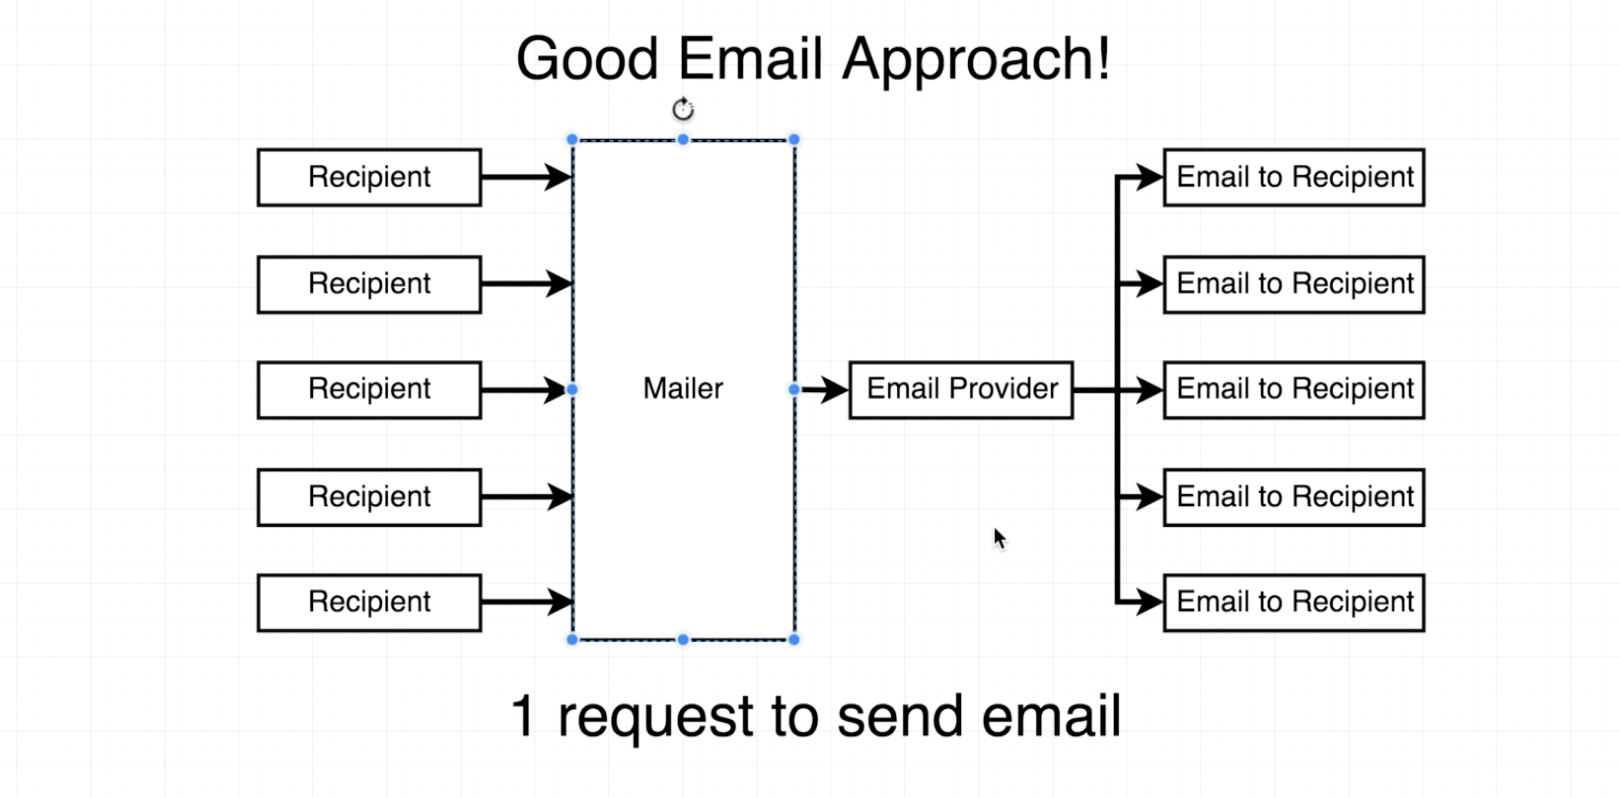 Good Email Approach!
Recipient
Recipient
Recipient
Recipient
Recipient
Mailer
Email Provider
Email to Recipient
Email to Recipient
Email to Recipient
Email to Recipient
Email to Recipient
1 request to send email